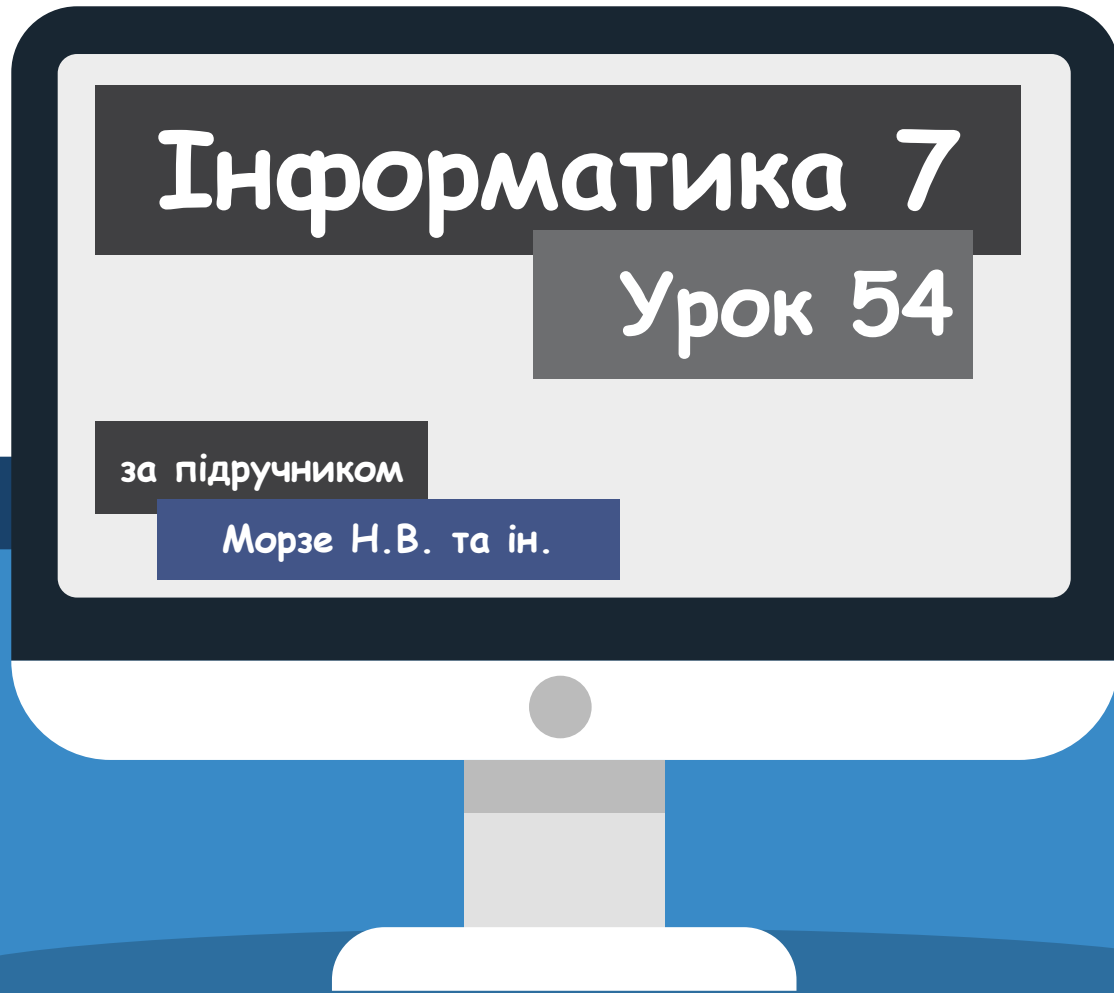 Інформатика 7
Урок 54
за підручником
Морзе Н.В. та ін.